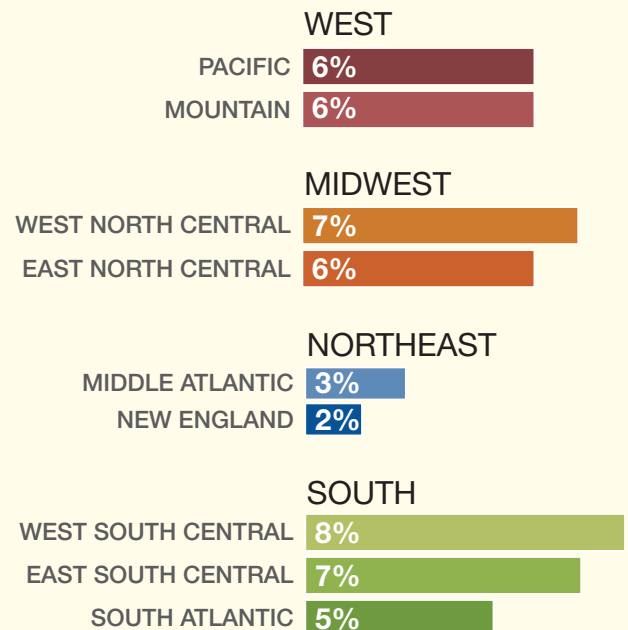 WEST
PACIFIC 6%
MOUNTAIN 6%
MIDWEST
WEST NORTH CENTRAL 7%
EAST NORTH CENTRAL 6%
NORTHEAST
MIDDLE ATLANTIC 3%
NEW ENGLAND 2%
SOUTH
WEST SOUTH CENTRAL 8%
EAST SOUTH CENTRAL 7%
SOUTH ATLANTIC 5%